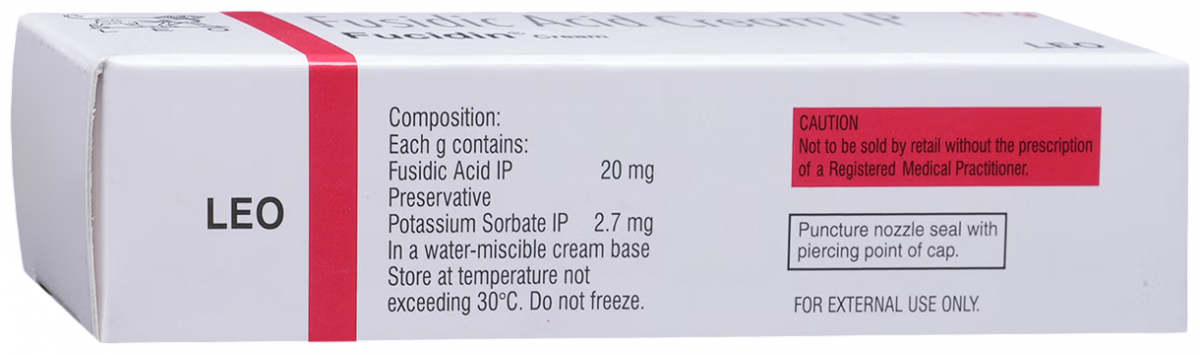 Fusidic Acid Cream IP
Fucidin® Cream
LEO
LEO
Composition:
Each g contains:
Fusidic Acid IP 20 mg
Preservative
Potassium Sorbate IP 2.7 mg
In a water-miscible cream base
Store at temperature not
exceeding 30°C. Do not freeze.
CAUTION
Not to be sold by retail without the prescription
of a Registered Medical Practitioner.
Puncture nozzle seal with
piercing point of cap.
FOR EXTERNAL USE ONLY.